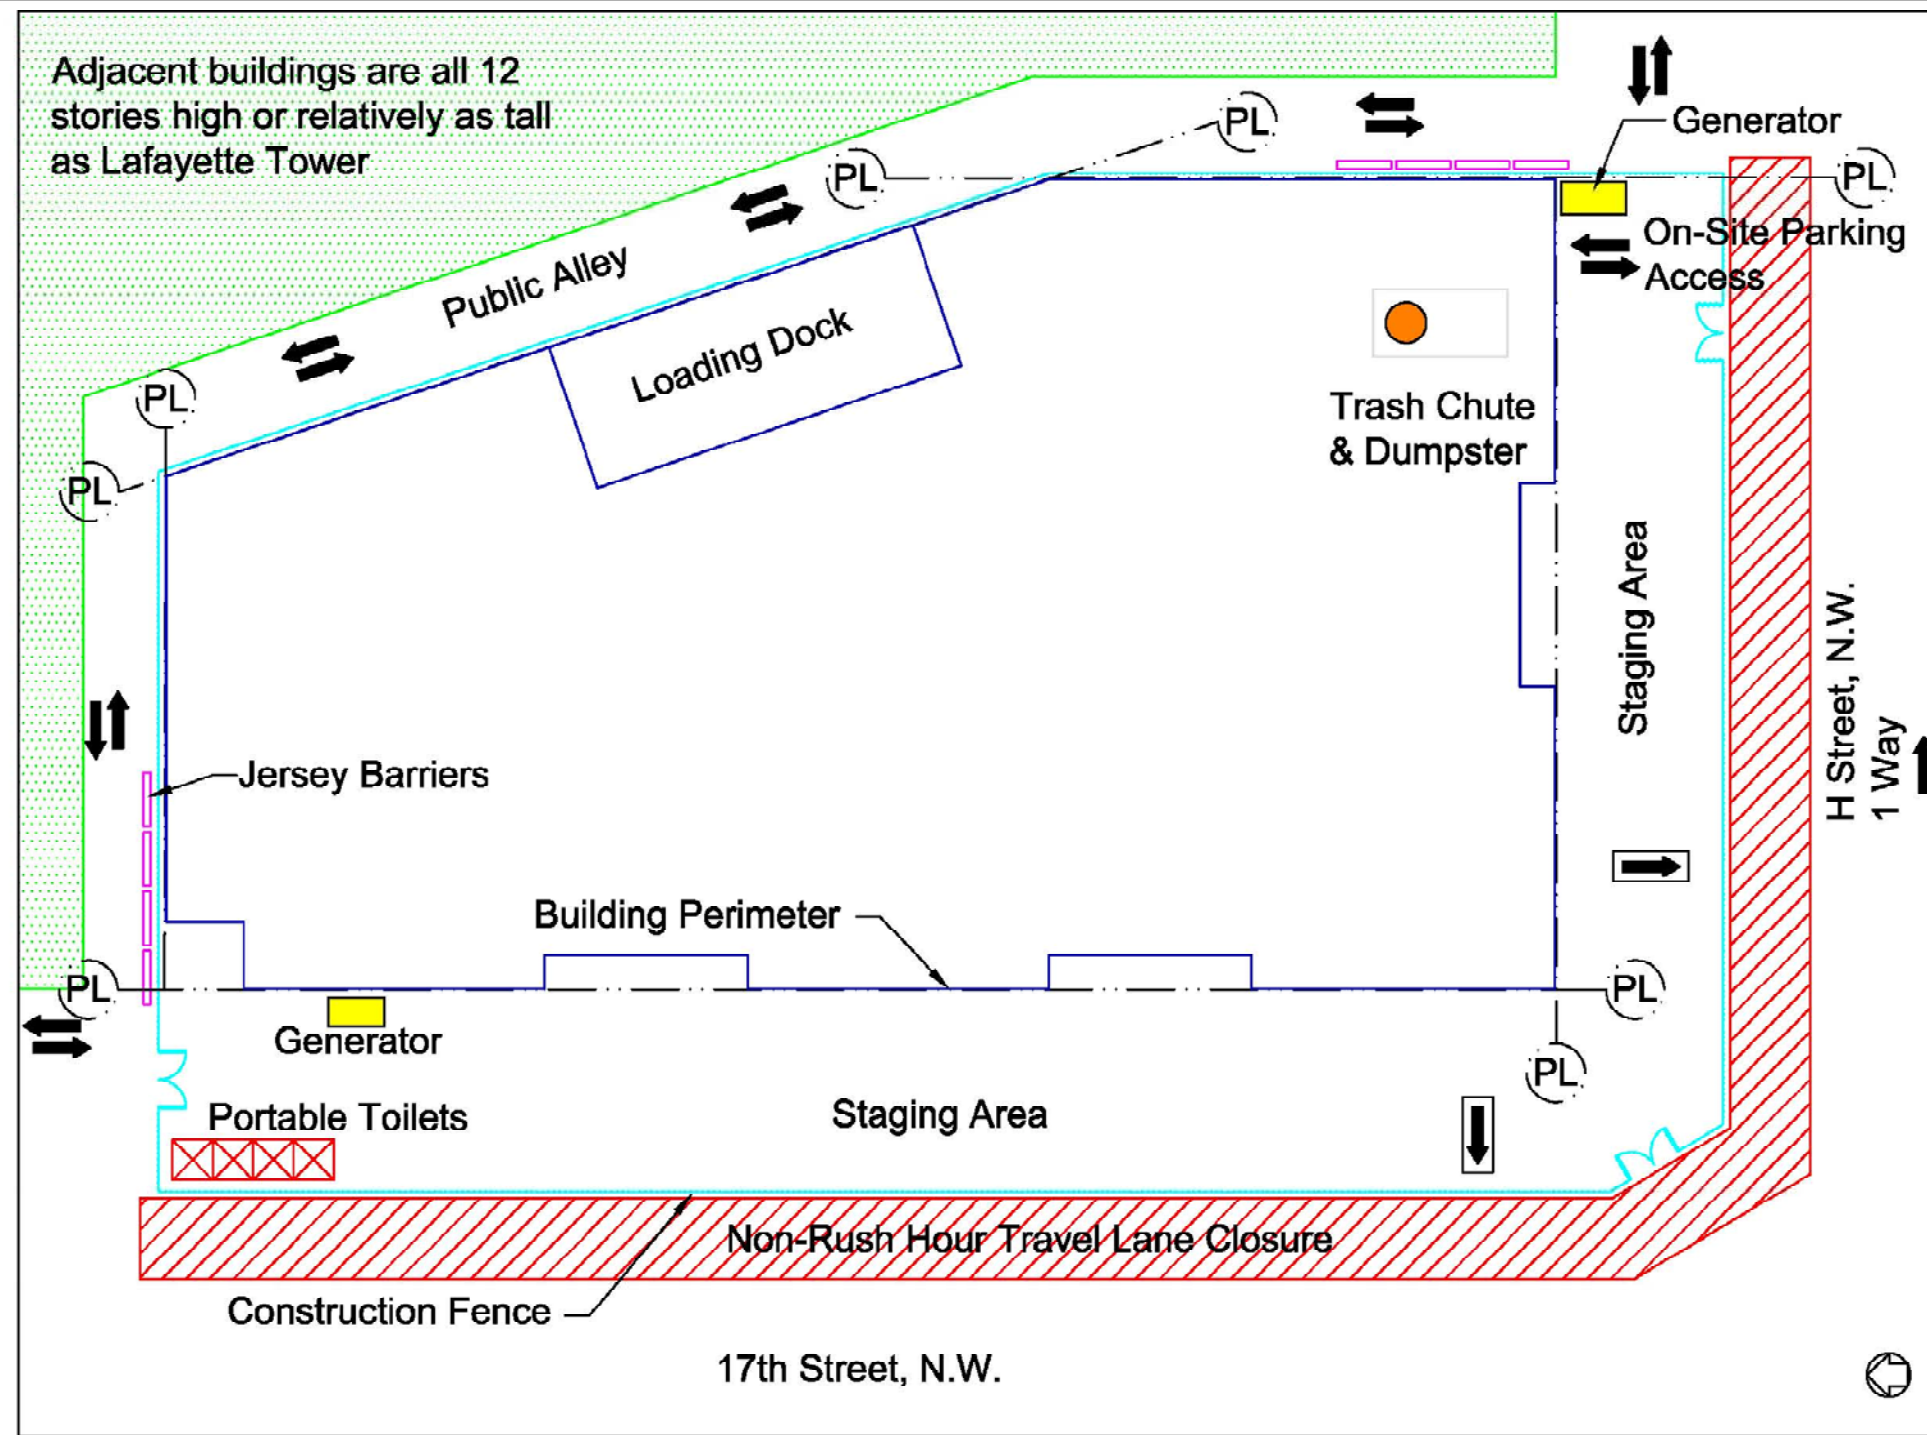 Adjacent buildings are all 12
stories high or relatively as tall
as Lafayette Tower
PL
Generator
PL
PL
On-Site Parking
Access
Public Alley
Loading Dock
PL
Trash Chute
& Dumpster
PL
Staging Area
H Street, N.W.
1 Way
Jersey Barriers
Building Perimeter
PL
PL
Generator
PL
Portable Toilets
Staging Area
Non-Rush Hour Travel Lane Closure
Construction Fence
17th Street, N.W.